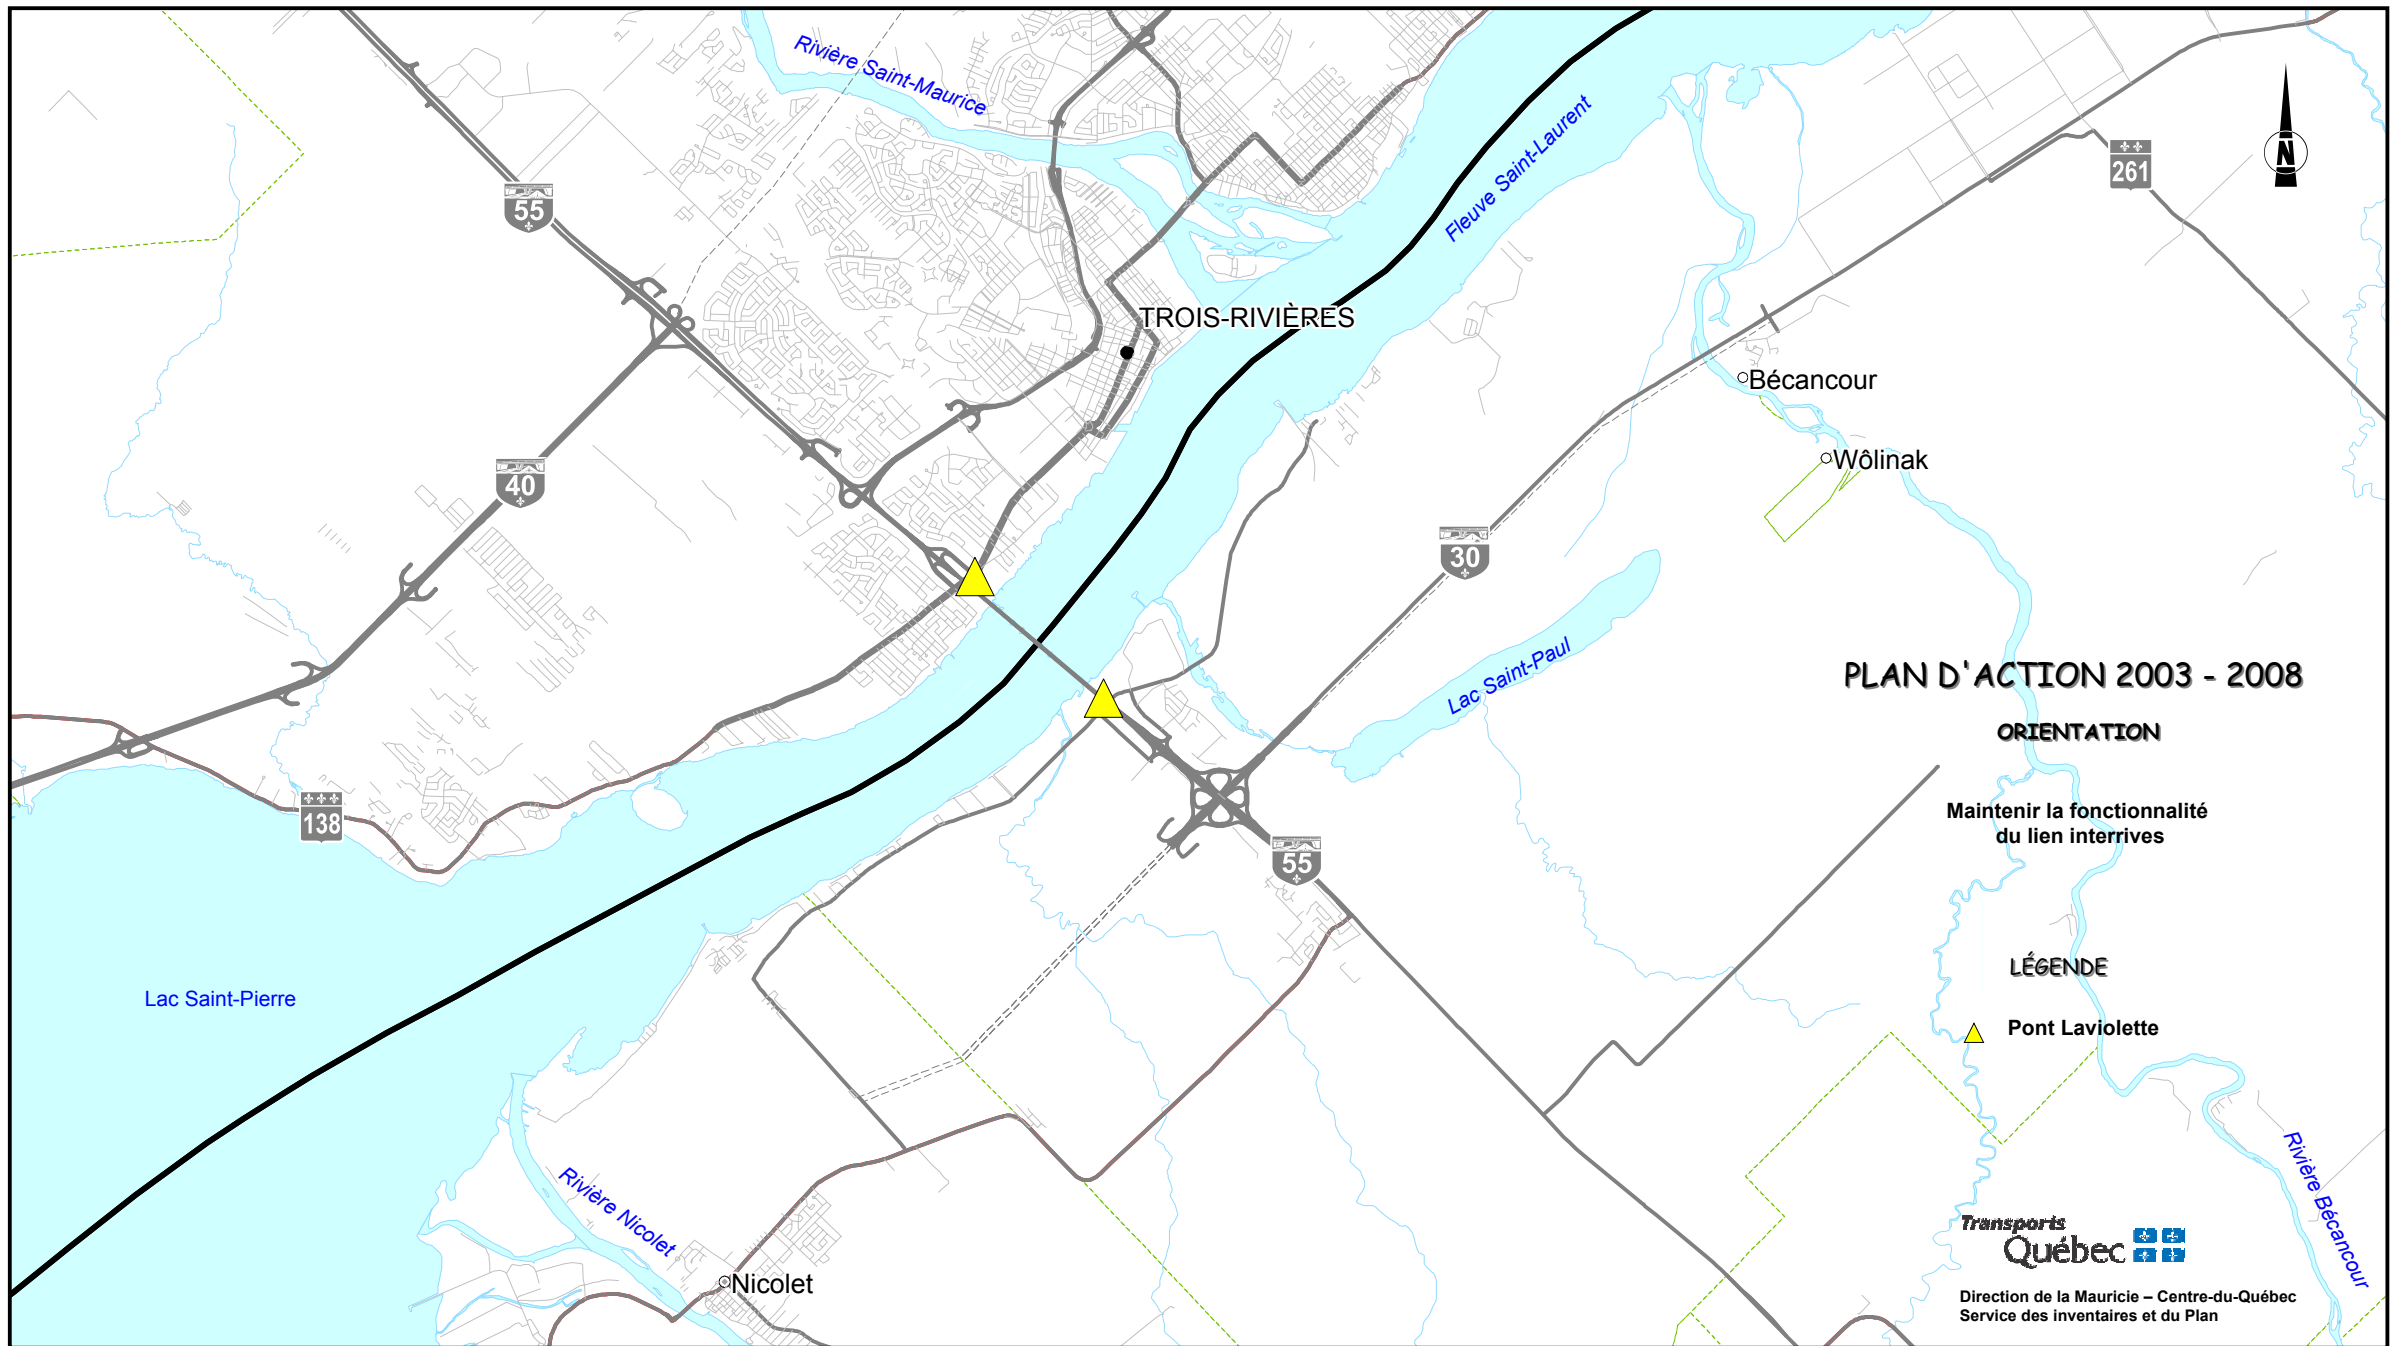 Rivière Saint-Maurice
Fleuve Saint-Laurent
N
261
55
TROIS-RIVIÈRES
Bécancour
Wôlinak
40
30
Lac Saint-Paul
PLAN D'ACTION 2003 - 2008
ORIENTATION
Maintenir la fonctionnalité
du lien interrives
138
55
LÉGENDE
Lac Saint-Pierre
Pont Laviolette
Rivière Nicolet
Rivière Bécancour
Nicolet
Transports
Québec
Direction de la Mauricie – Centre-du-Québec
Service des inventaires et du Plan